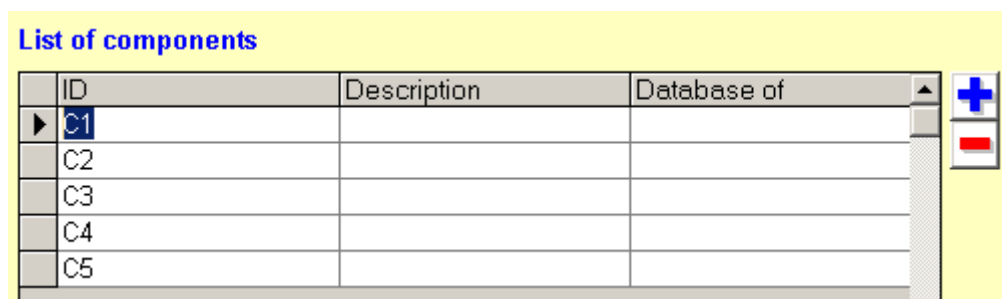 List of components
ID Description Database of
C1
C2
C3
C4
C5